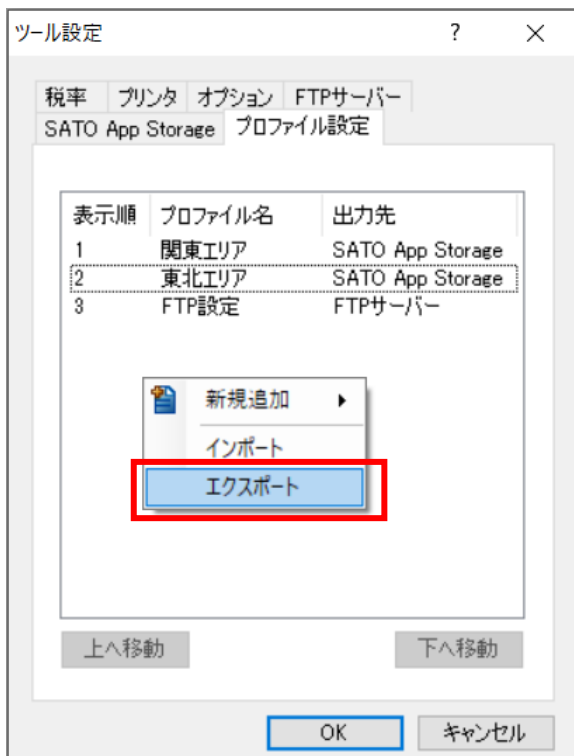 ツール設定 ? ×
税率 プリンタ オプション FTPサーバー
SATO App Storage プロファイル設定
表示順 プロファイル名 出力先
1 関東エリア SATO App Storage
2 東北エリア SATO App Storage
3 FTP設定 FTPサーバー
新規追加
インポート
エクスポート
上へ移動 下へ移動
OK キャンセル